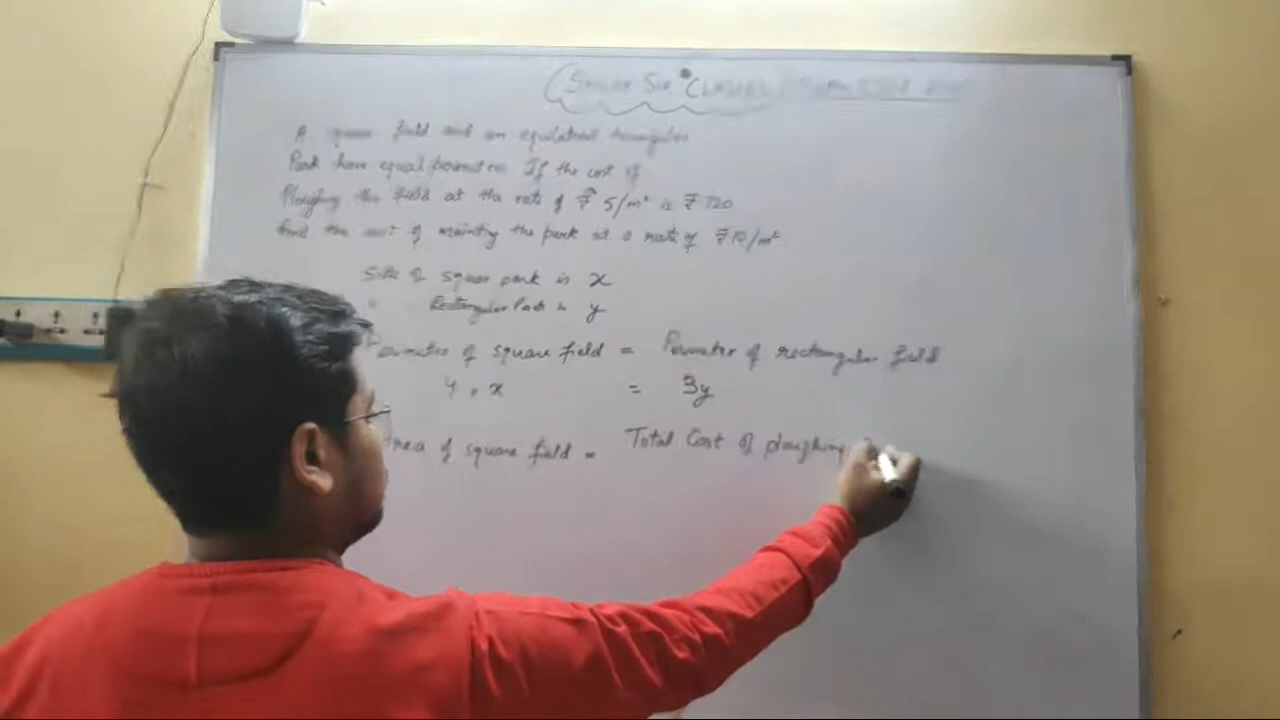 A square field and an equilateral triangular
Park have equal perimeter If the cost of
Ploughing the field at the rate of ₹ 5/m² is ₹ 720
find the cost of the park at a rate of ₹10/m²
Side of square park is x
Park is y
Perimeter of square field = Perimeter of rectangular field
4 x = 3y
Area of square field = Total Cost of ploughing